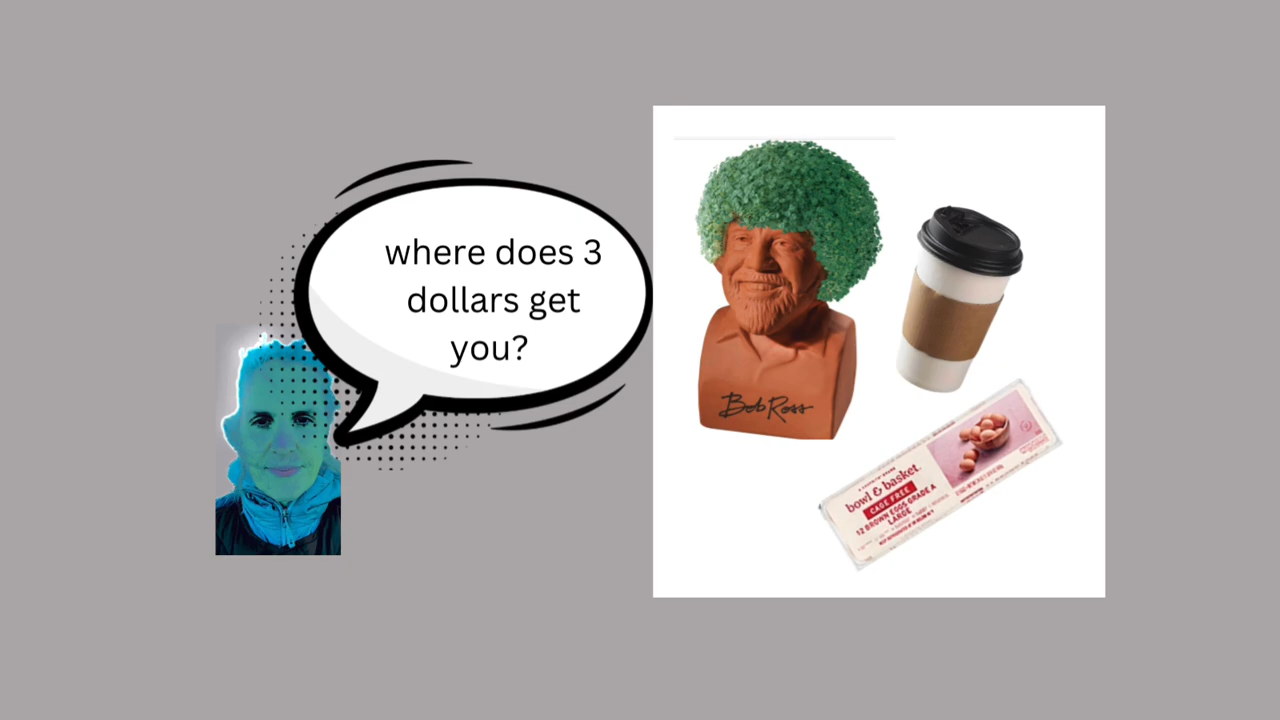 where does 3
dollars get
you?
Bob Ross
bowl & basket
CAGE FREE
12 BROWN EGGS GRADE A
LARGE